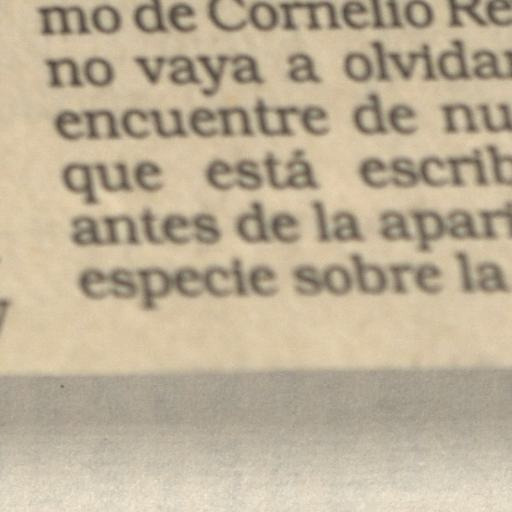 mo de Cornelio Re
no vaya a olvidar
encuentre de nu
que está escrib
antes de la apari
especie sobre la